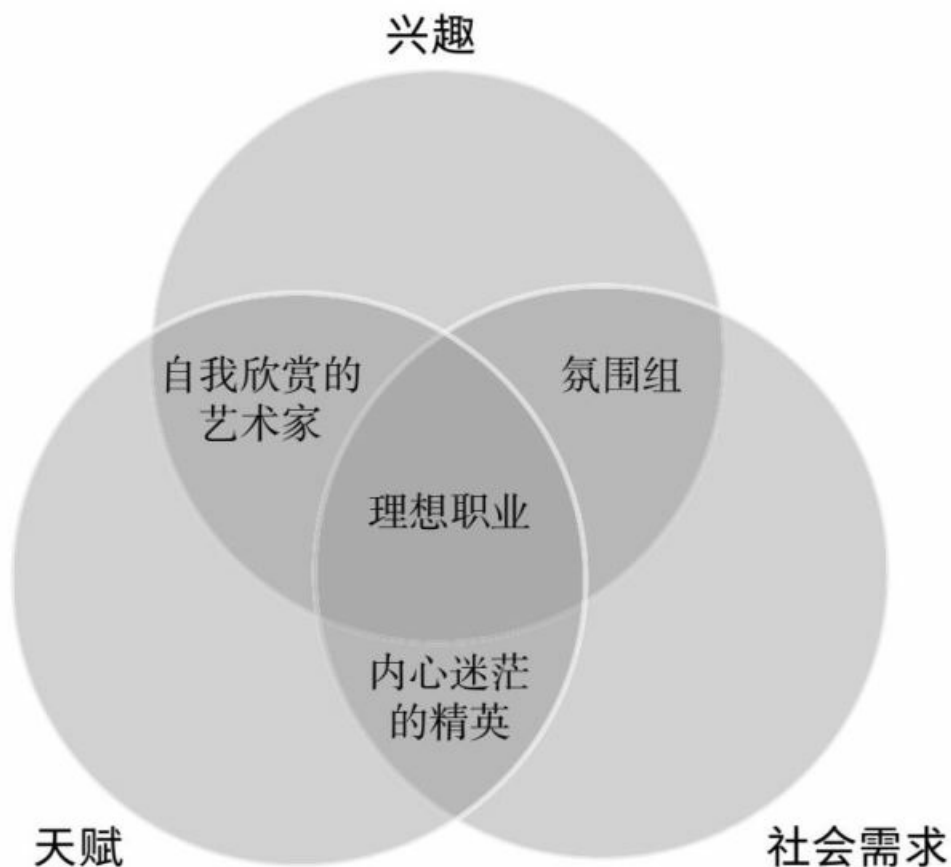 兴趣
自我欣赏的
艺术家
氛围组
理想职业
内心迷茫
的精英
天赋
社会需求